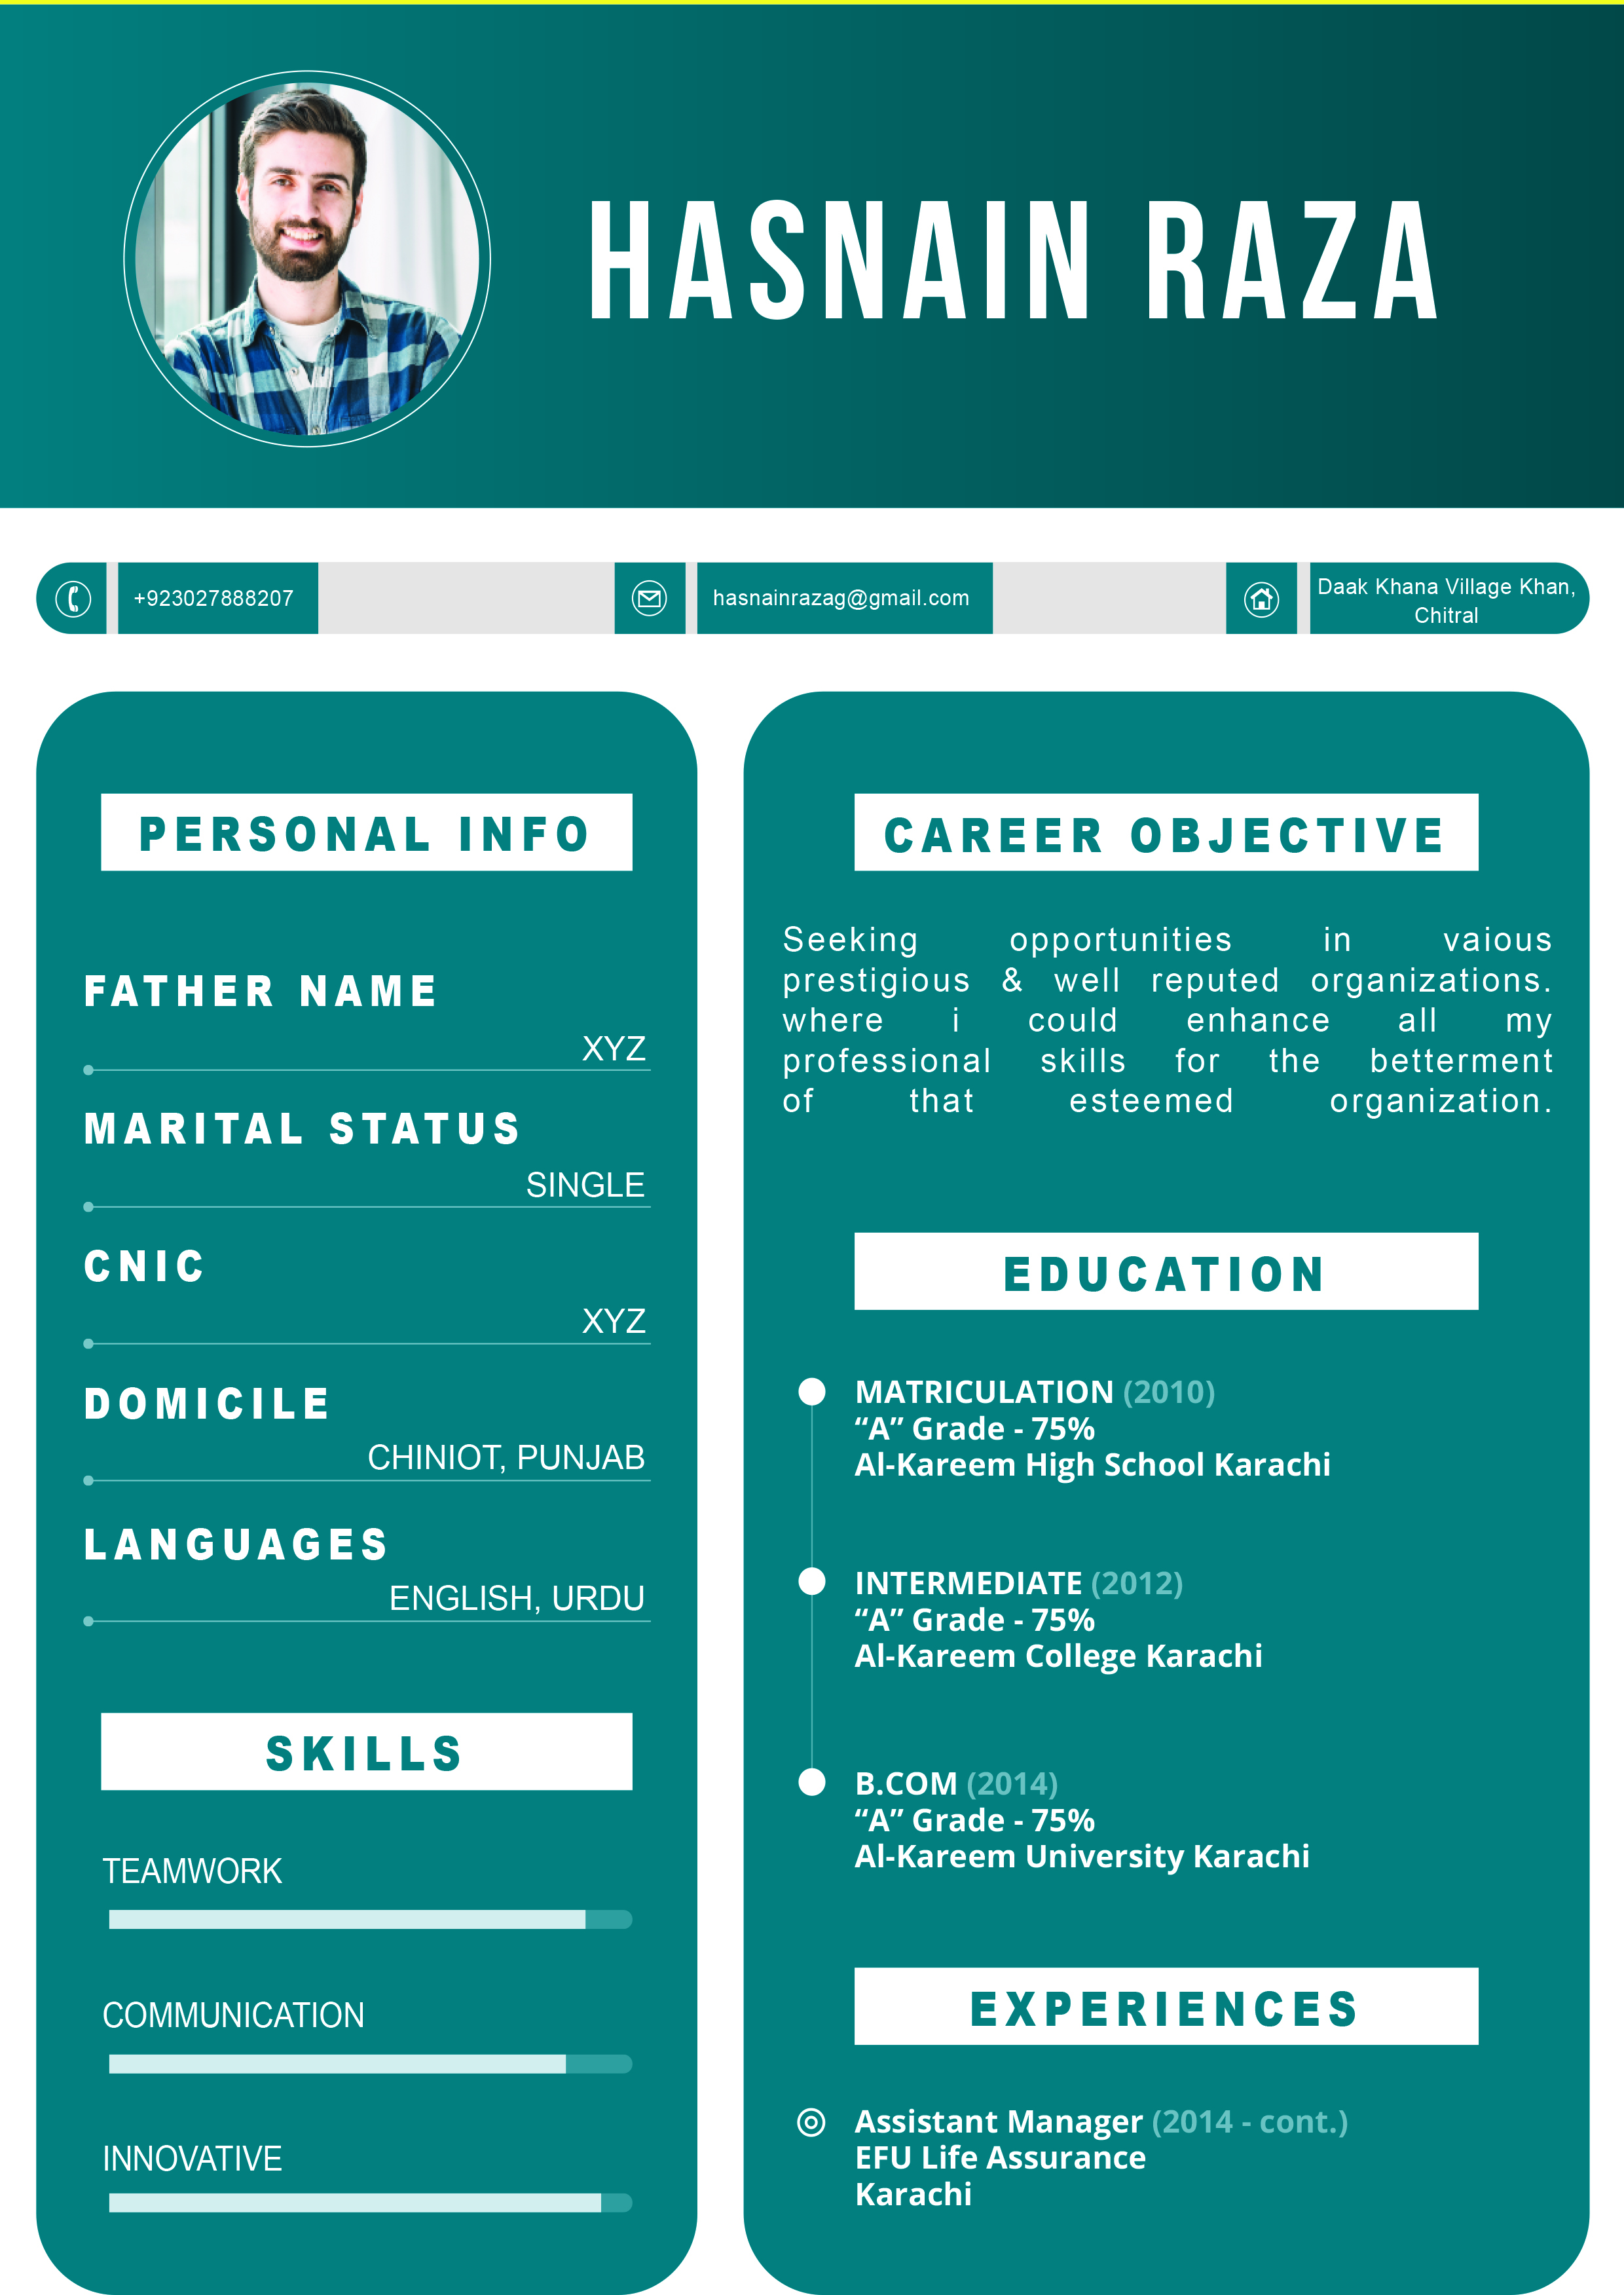 HASNAIN RAZA
+923027888207
hasnainrazag@gmail.com
Daak Khana Village Khan,
Chitral
PERSONAL INFO
FATHER NAME
XYZ
MARITAL STATUS
SINGLE
CNIC
XYZ
DOMICILE
CHINIOT, PUNJAB
LANGUAGES
ENGLISH, URDU
SKILLS
TEAMWORK
COMMUNICATION
INNOVATIVE
CAREER OBJECTIVE
Seeking opportunities in vaious
prestigious & well reputed organizations.
where i could enhance all my
professional skills for the betterment
of that esteemed organization.
EDUCATION
MATRICULATION (2010)
“A” Grade - 75%
Al-Kareem High School Karachi
INTERMEDIATE (2012)
“A” Grade - 75%
Al-Kareem College Karachi
B.COM (2014)
“A” Grade - 75%
Al-Kareem University Karachi
EXPERIENCES
Assistant Manager (2014 - cont.)
EFU Life Assurance
Karachi